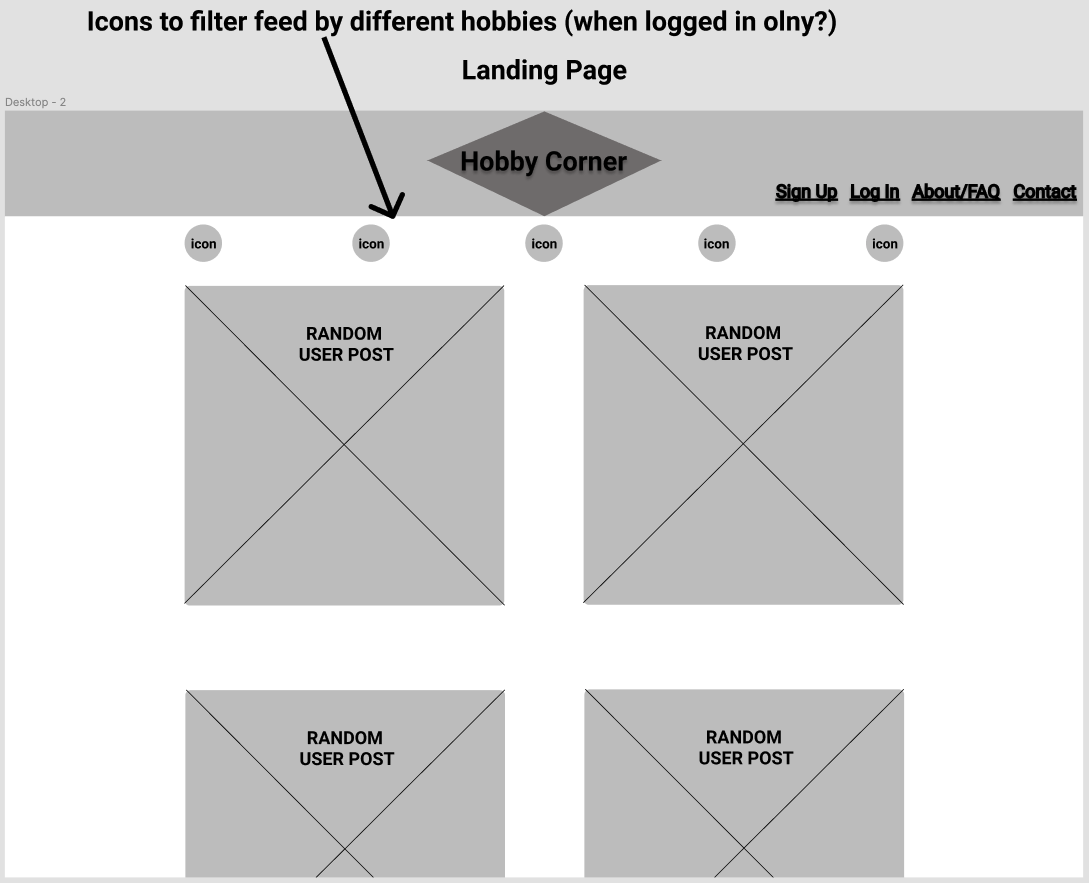 Icons to filter feed by different hobbies (when logged in olny?)
Landing Page
Desktop - 2
Hobby Corner
Sign Up Log In About/FAQ Contact
icon icon icon icon icon
RANDOM
USER POST
RANDOM
USER POST
RANDOM
USER POST
RANDOM
USER POST